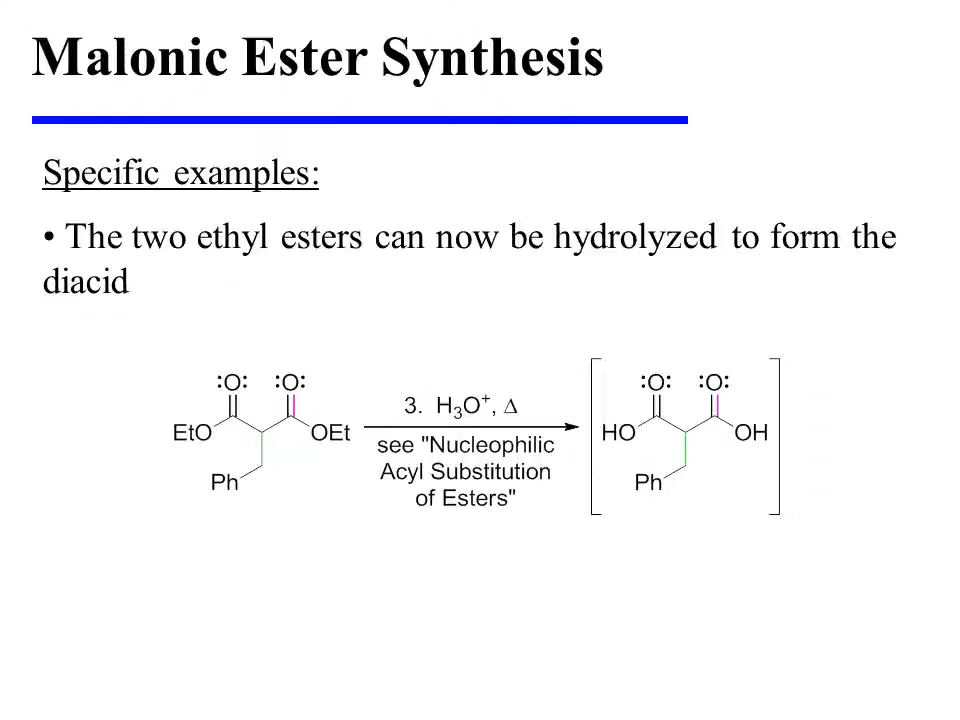 Malonic Ester Synthesis
Specific examples:
• The two ethyl esters can now be hydrolyzed to form the
diacid
:O: :O:
EtO OEt
Ph
3. H₃O⁺, Δ
see "Nucleophilic
Acyl Substitution
of Esters"
:O: :O:
HO OH
Ph